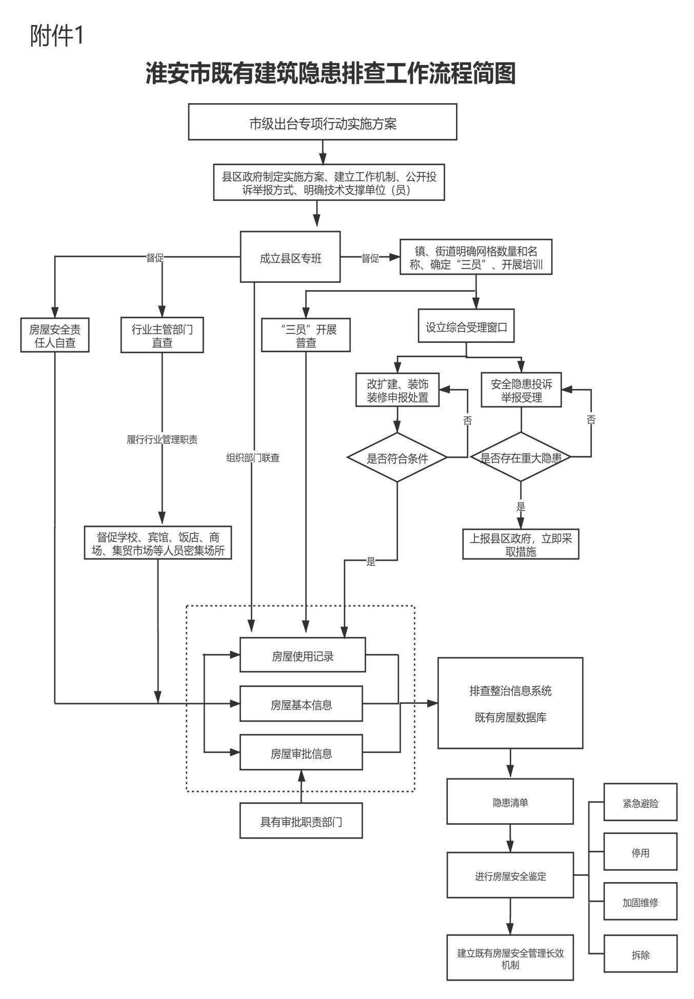 附件1
淮安市既有建筑隐患排查工作流程简图
市级出台专项行动实施方案
县区政府制定实施方案、建立工作机制、公开投
诉举报方式、明确技术支撑单位（员）
成立县区专班
督促
督促
镇、街道明确网格数量和名
称、确定“三员”、开展培训
房屋安全责
任人自查
行业主管部门
直查
“三员”开展
普查
设立综合受理窗口
改扩建、装饰
装修申报处置
安全隐患投诉
举报受理
否
否
履行行业管理职责
组织部门联查
是否符合条件
是否存在重大隐患
是
督促学校、宾馆、饭店、商
场、集贸市场等人员密集场所
上报县区政府，立即采
取措施
是
房屋使用记录
房屋基本信息
房屋审批信息
排查整治信息系统
既有房屋数据库
具有审批职责部门
隐患清单
紧急避险
停用
进行房屋安全鉴定
加固维修
建立既有房屋安全管理长效
机制
拆除